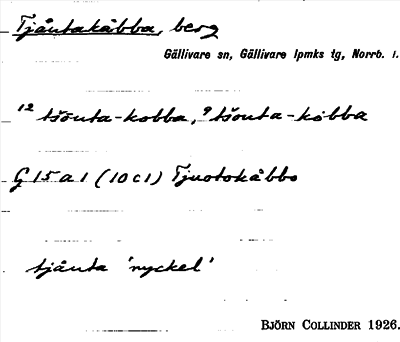 Tjåutakåbba, berg
Gällivare sn, Gällivare lpmks tg, Norrb. l.
12 tšouta-kobba, 9 tšouta-kobba
G 15 a 1 (10 c 1) Tjuotokåbbo
tjåuta 'nyckel'
BJÖRN COLLINDER 1926.